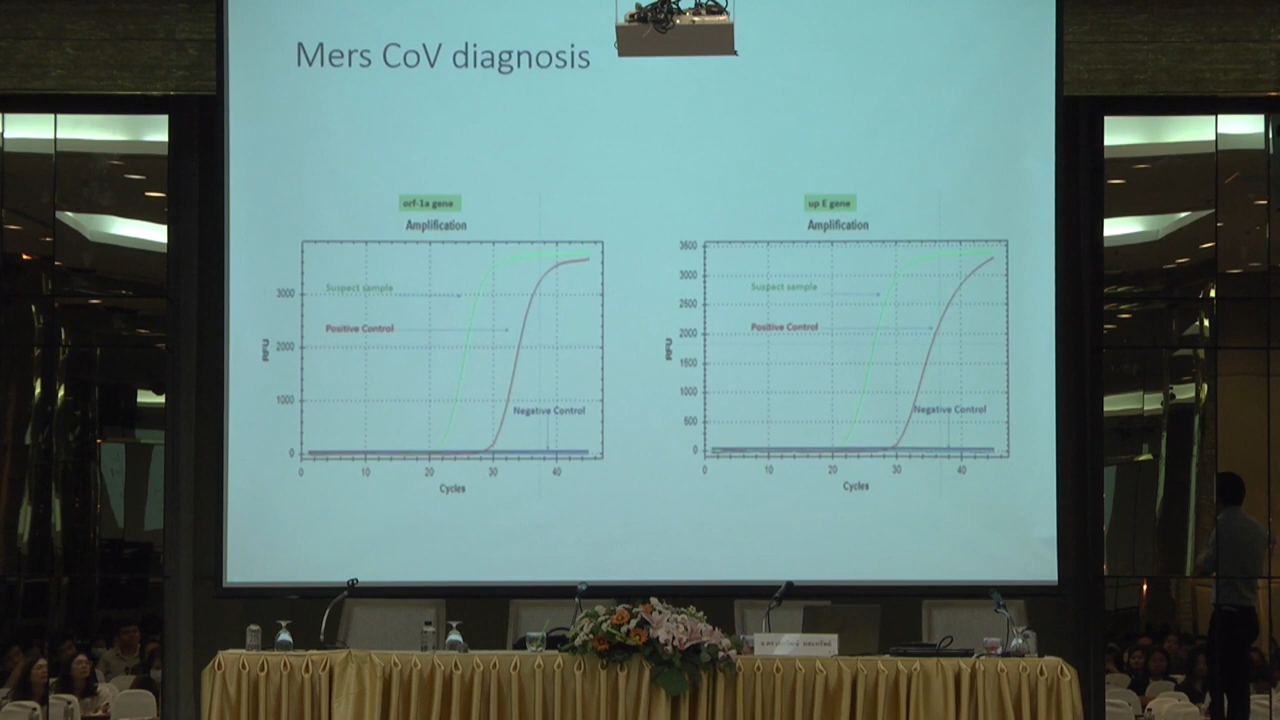 Mers CoV diagnosis
orf-1a gene
Amplification
Suspect sample
Positive Control
Negative Control
RFU
3000
2000
1000
0
0 10 20 30 40
Cycles
up E gene
Amplification
Suspect sample
Positive Control
Negative Control
RFU
3500
3000
2500
2000
1500
1000
500
0
0 10 20 30 40
Cycles